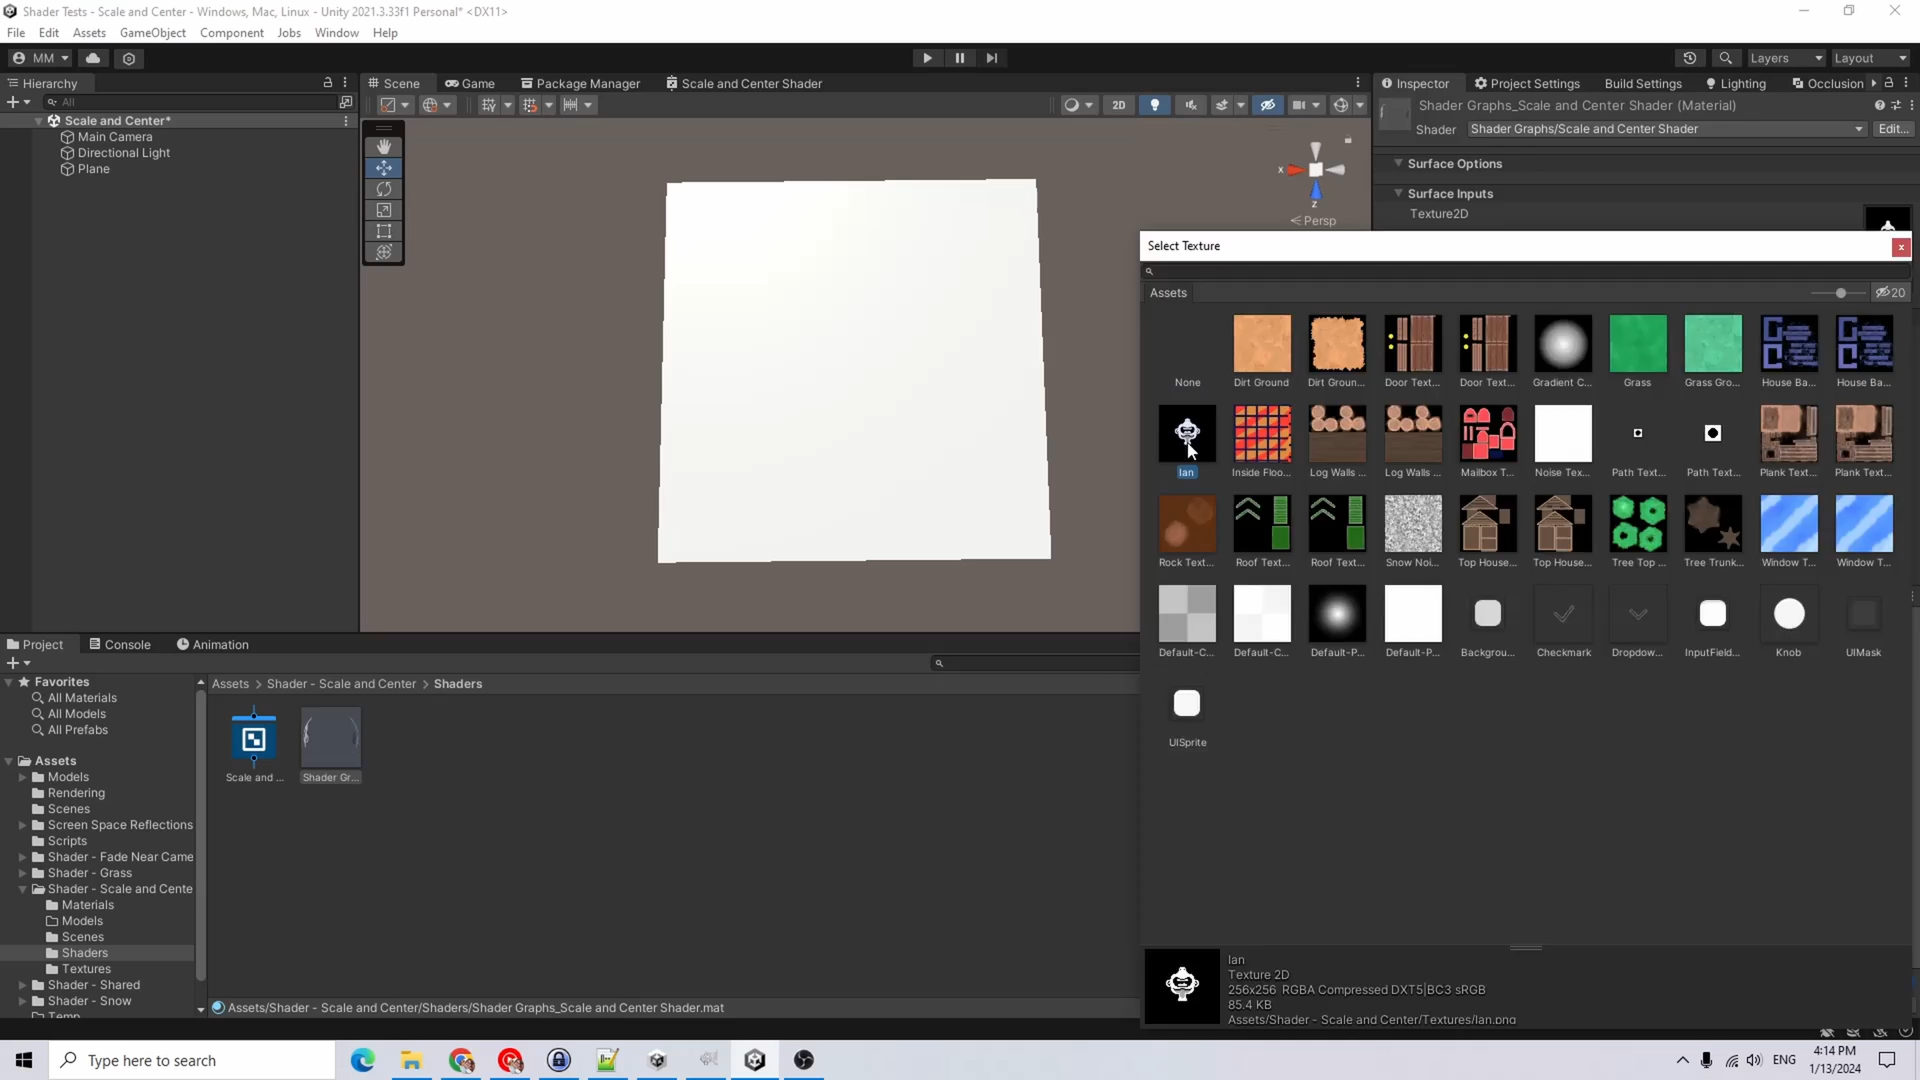 Shader Tests - Scale and Center - Windows, Mac, Linux - Unity 2021.3.33f1 Personal* <DX11>
File Edit Assets GameObject Component Jobs Window Help
MM Layers Layout
Hierarchy
All
Scale and Center*
Main Camera
Directional Light
Plane
Scene Game Package Manager Scale and Center Shader
2D
x
z
Persp
Inspector Project Settings Build Settings Lighting Occlusion
Shader Graphs_Scale and Center Shader (Material)
Shader Shader Graphs/Scale and Center Shader Edit...
Surface Options
Surface Inputs
Texture2D
Select Texture
x
Assets 20
None Dirt Ground Dirt Groun... Door Text... Door Text... Gradient C... Grass Grass Gro... House Ba... House Ba...
Ian Inside Floo... Log Walls ... Log Walls ... Mailbox T... Noise Tex... Path Text... Path Text... Plank Text... Plank Text...
Rock Text... Roof Text... Roof Text... Snow Noi... Top House... Top House... Tree Top ... Tree Trunk... Window T... Window T...
Default-C... Default-C... Default-P... Default-P... Backgrou... Checkmark Dropdow... InputField... Knob UIMask
UISprite
Ian
Texture 2D
256x256 RGBA Compressed DXT5|BC3 sRGB
85.4 KB
Assets/Shader - Scale and Center/Textures/Ian.png
Project Console Animation
Favorites
All Materials
All Models
All Prefabs
Assets
Models
Rendering
Scenes
Screen Space Reflections
Scripts
Shader - Fade Near Came
Shader - Grass
Shader - Scale and Cente
Materials
Models
Scenes
Shaders
Textures
Shader - Shared
Shader - Snow
Temp
Assets > Shader - Scale and Center > Shaders
Scale and ... Shader Gr...
Assets/Shader - Scale and Center/Shaders/Shader Graphs_Scale and Center Shader.mat
Type here to search
ENG
4:14 PM
1/13/2024